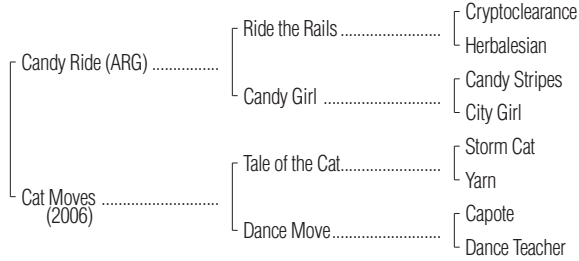 Cryptoclearance
Ride the Rails ........................
Herbalesian
Candy Ride (ARG) ................
Candy Stripes
Candy Girl ............................
City Girl
Storm Cat
Tale of the Cat........................
Yarn
Cat Moves ............................
(2006)
Capote
Dance Move..........................
Dance Teacher